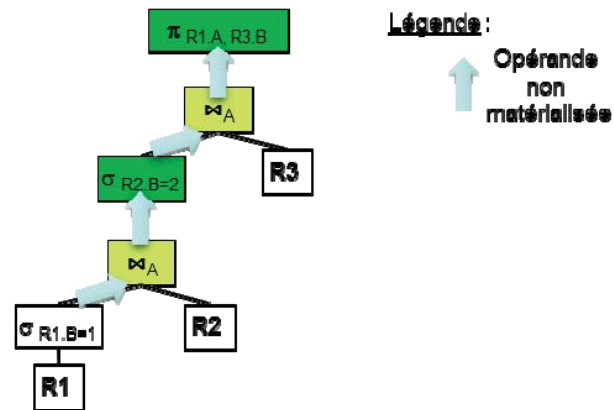 π R1.A, R3.B
Légende :
Opérande
non
matérialisée
⋈ A
σ R2.B=2
R3
⋈ A
σ R1.B=1
R2
R1